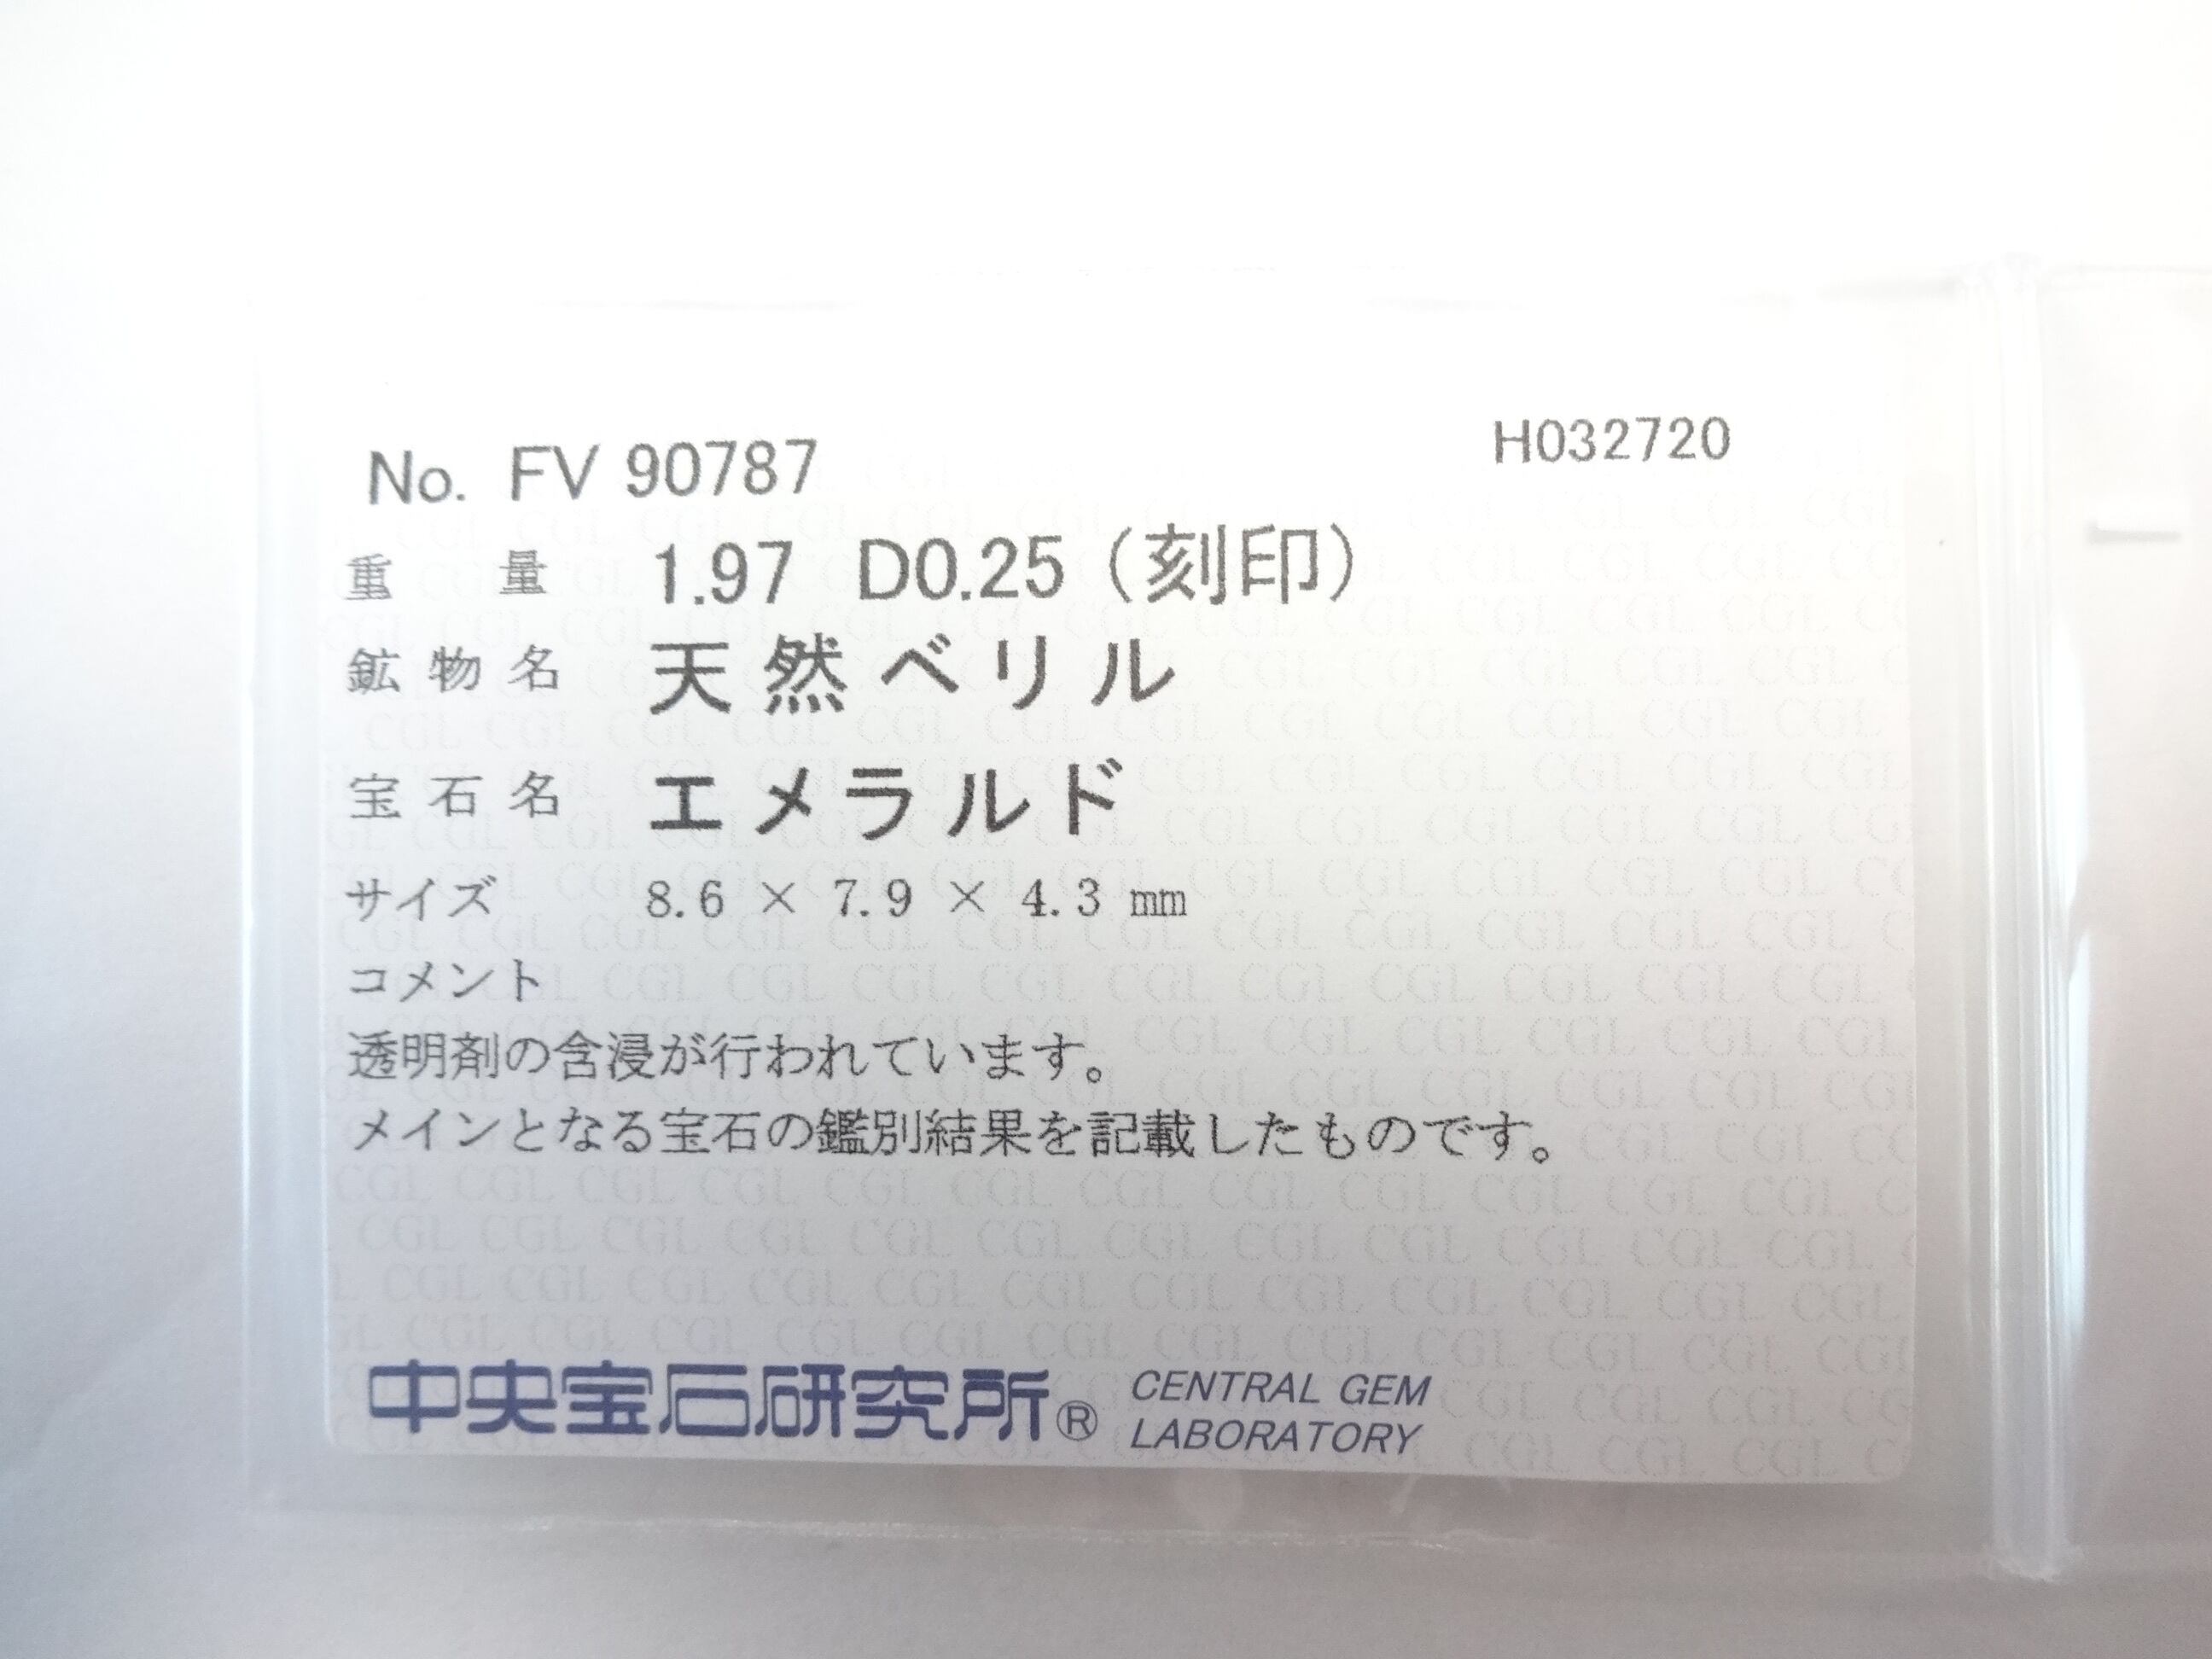 No. FV 90787 H032720
重量 1.97 D0.25（刻印）
鉱物名 天然ベリル
宝石名 エメラルド
サイズ 8.6 × 7.9 × 4.3 mm
コメント
透明剤の含浸が行われています。
メインとなる宝石の鑑別結果を記載したものです。
中央宝石研究所® CENTRAL GEM
LABORATORY